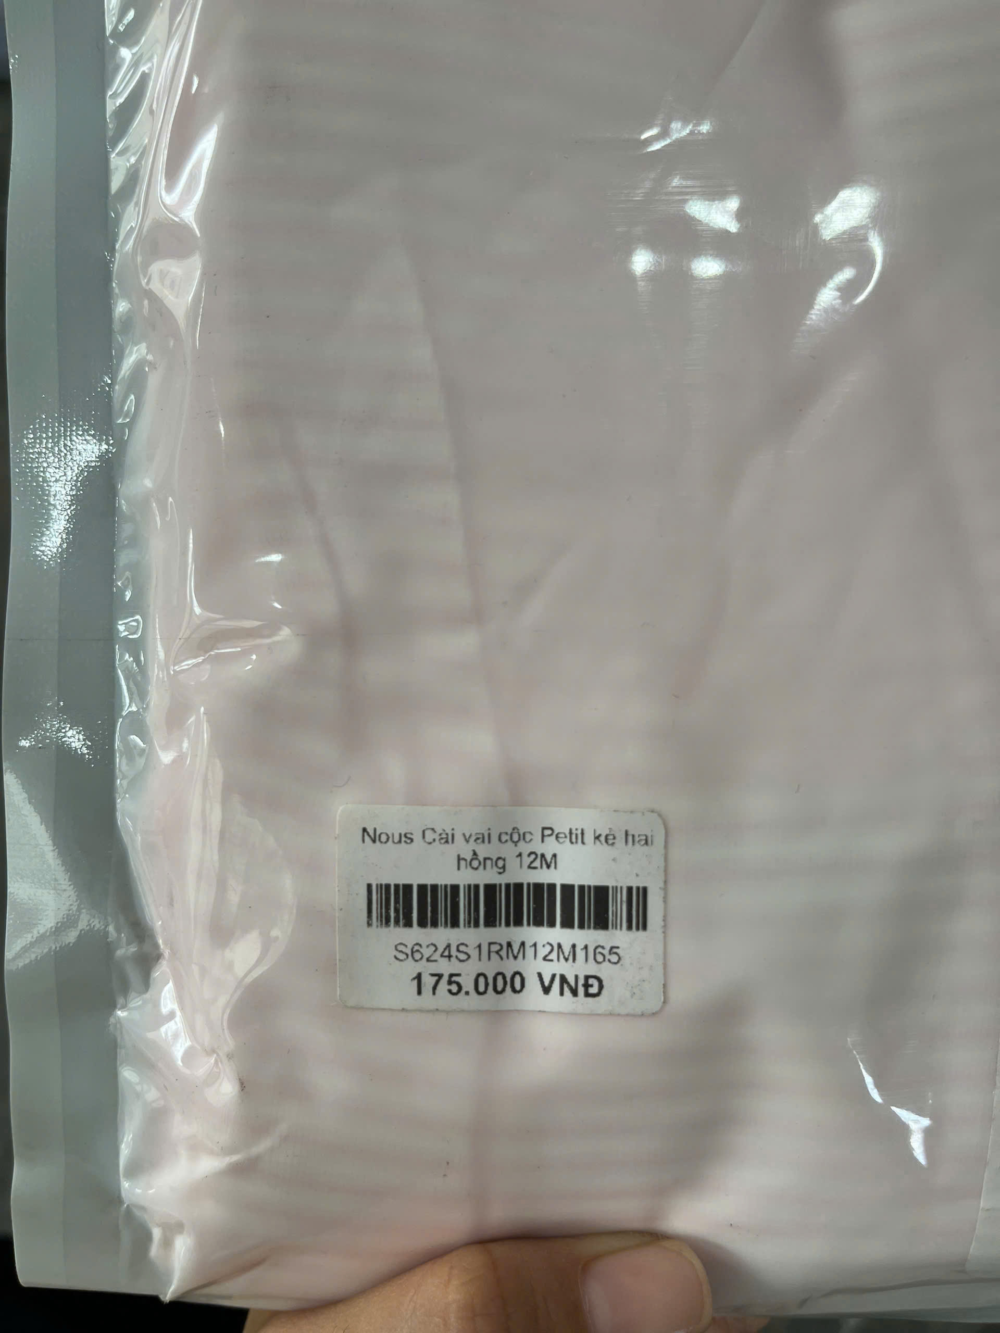 Nous Cài vai cộc Petit kẻ hai
hồng 12M
S624S1RM12M165
175.000 VNĐ